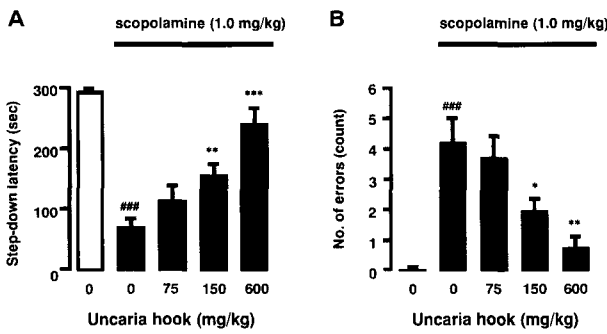 A
scopolamine (1.0 mg/kg)
Step-down latency (sec)
300
200
100
0
###
**
***
0 0 75 150 600
Uncaria hook (mg/kg)
B
scopolamine (1.0 mg/kg)
No. of errors (count)
6
5
4
3
2
1
0
###
*
**
0 0 75 150 600
Uncaria hook (mg/kg)